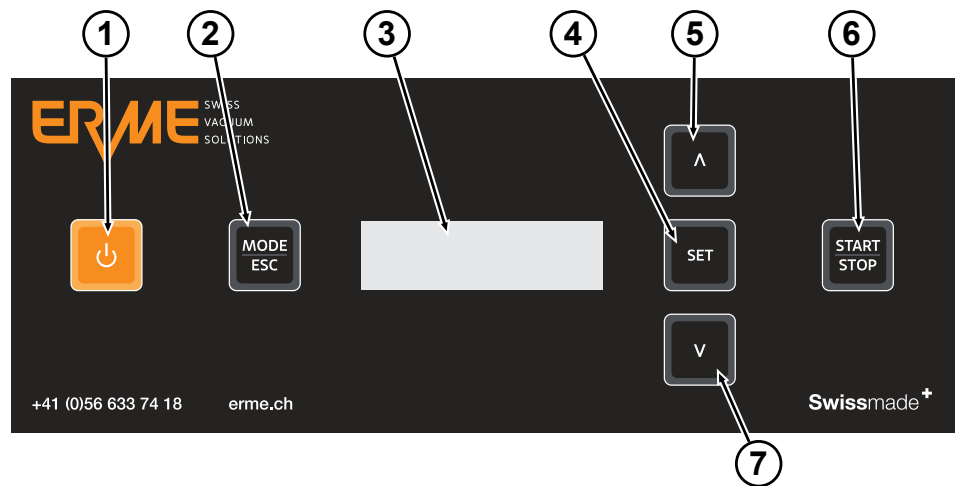 1 2 3 4 5 6
ERME
SWISS
VACUUM
SOLUTIONS
Λ
MODE
ESC
SET
START
STOP
V
+41 (0)56 633 74 18 erme.ch Swissmade+
7